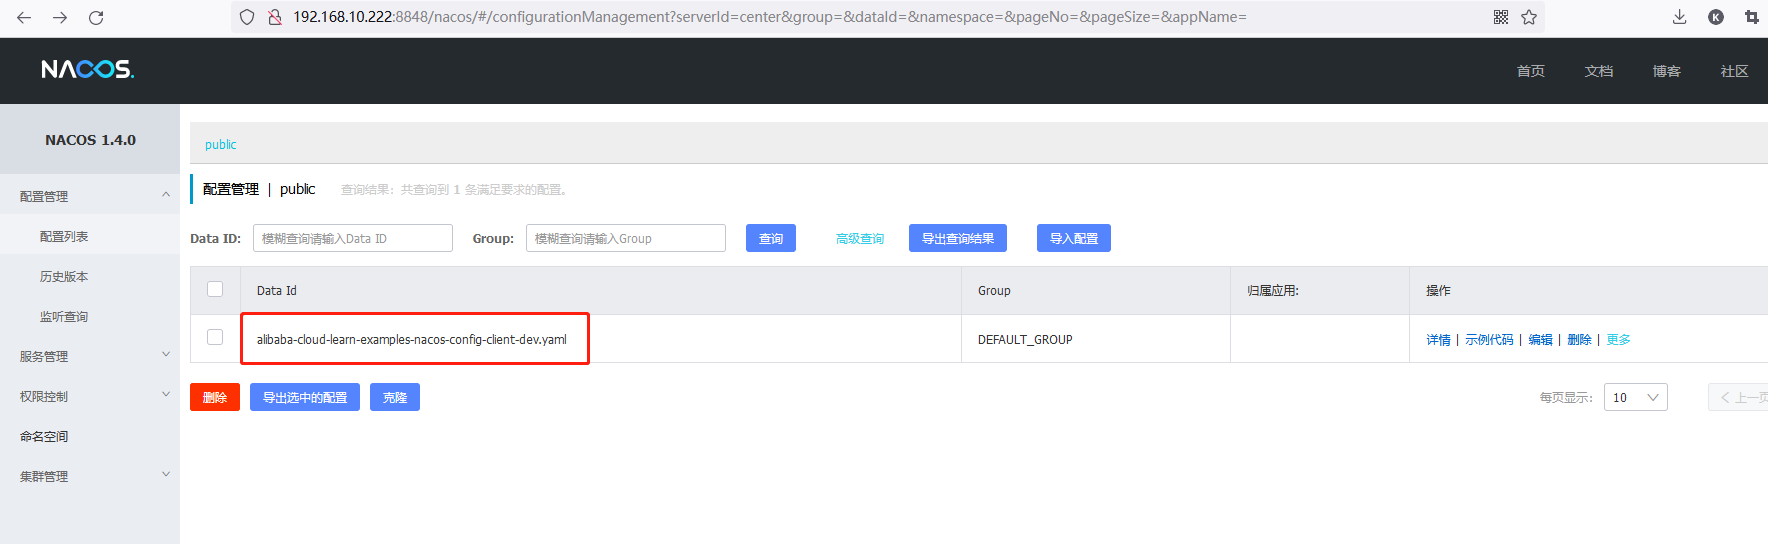 192.168.10.222:8848/nacos/#/configurationManagement?serverId=center&group=&dataId=&namespace=&pageNo=&pageSize=&appName=
K
NACOS.
首页 文档 博客 社区
NACOS 1.4.0
配置管理
配置列表
历史版本
监听查询
服务管理
权限控制
命名空间
集群管理
public
配置管理 | public 查询结果：共查询到 1 条满足要求的配置。
Data ID: 模糊查询请输入Data ID Group: 模糊查询请输入Group 查询 高级查询 导出查询结果 导入配置
Data Id Group 归属应用: 操作
alibaba-cloud-learn-examples-nacos-config-client-dev.yaml DEFAULT_GROUP 详情 | 示例代码 | 编辑 | 删除 | 更多
删除 导出选中的配置 克隆 每页显示: 10 上一页